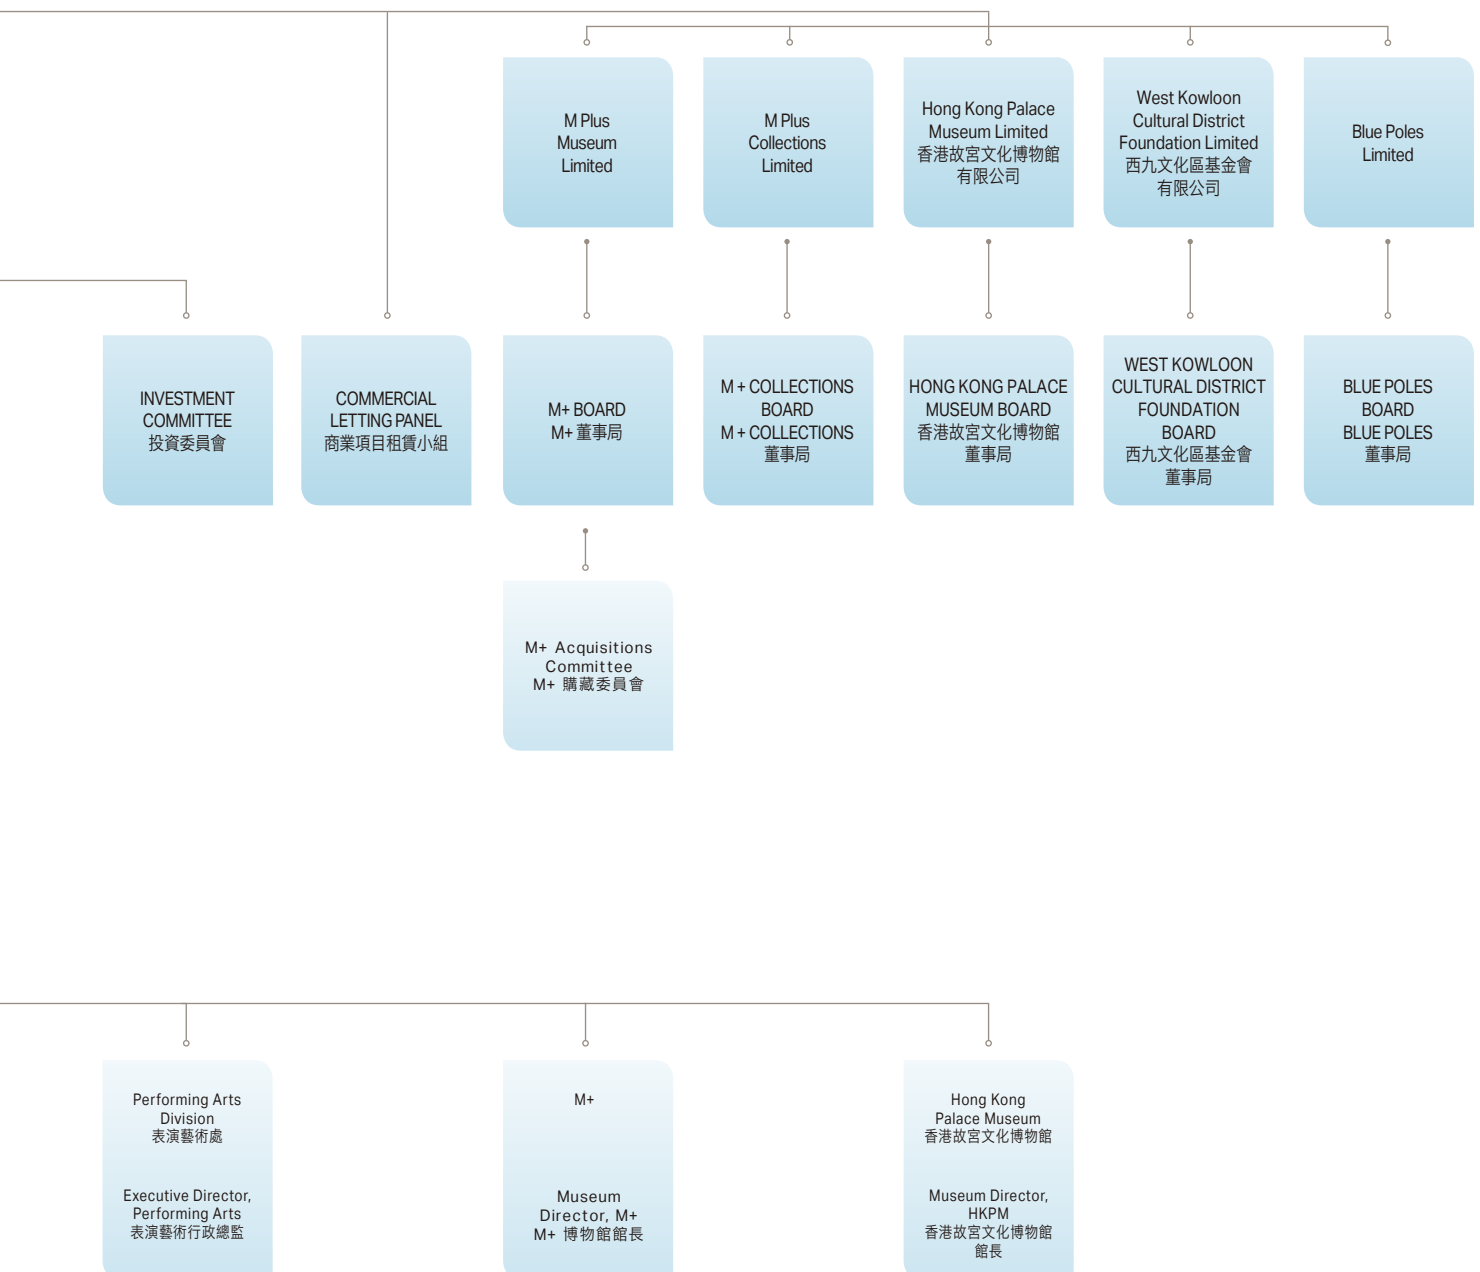 M Plus
Museum
Limited
M Plus
Collections
Limited
Hong Kong Palace
Museum Limited
香港故宮文化博物館
有限公司
West Kowloon
Cultural District
Foundation Limited
西九文化區基金會
有限公司
Blue Poles
Limited
INVESTMENT
COMMITTEE
投資委員會
COMMERCIAL
LETTING PANEL
商業項目租賃小組
M+ BOARD
M+ 董事局
M + COLLECTIONS
BOARD
M + COLLECTIONS
董事局
HONG KONG PALACE
MUSEUM BOARD
香港故宮文化博物館
董事局
WEST KOWLOON
CULTURAL DISTRICT
FOUNDATION
BOARD
西九文化區基金會
董事局
BLUE POLES
BOARD
BLUE POLES
董事局
M+ Acquisitions
Committee
M+ 購藏委員會
Performing Arts
Division
表演藝術處
Executive Director,
Performing Arts
表演藝術行政總監
M+
Museum
Director, M+
M+ 博物館館長
Hong Kong
Palace Museum
香港故宮文化博物館
Museum Director,
HKPM
香港故宮文化博物館
館長